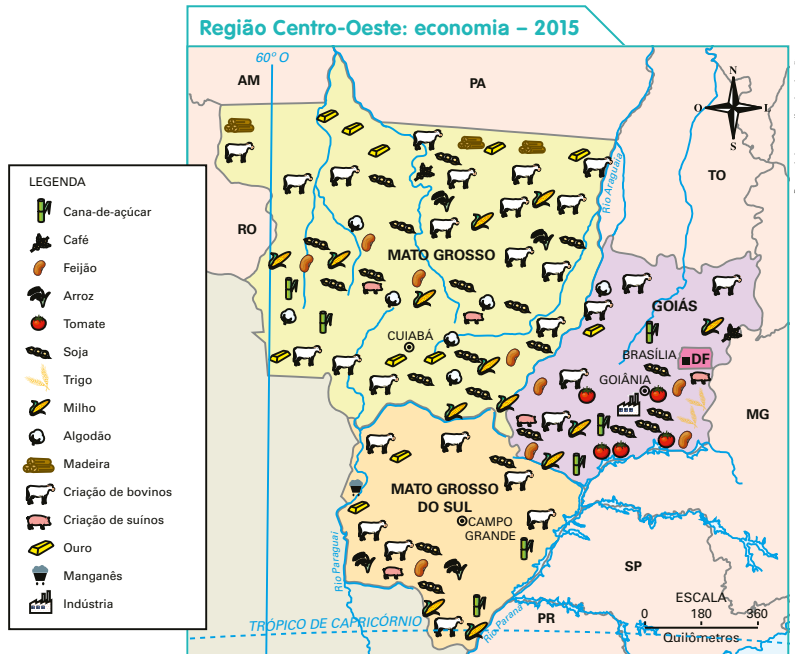 Região Centro-Oeste: economia – 2015
60° O
AM
PA
N
O
L
S
TO
RO
MATO GROSSO
Rio Araguaia
CUIABÁ
GOIÁS
BRASÍLIA
DF
GOIÂNIA
MG
MATO GROSSO
DO SUL
CAMPO
GRANDE
Rio Paraguai
SP
Rio Paraná
PR
TRÓPICO DE CAPRICÓRNIO
ESCALA
0 180 360
Quilômetros
LEGENDA
Cana-de-açúcar
Café
Feijão
Arroz
Tomate
Soja
Trigo
Milho
Algodão
Madeira
Criação de bovinos
Criação de suínos
Ouro
Manganês
Indústria